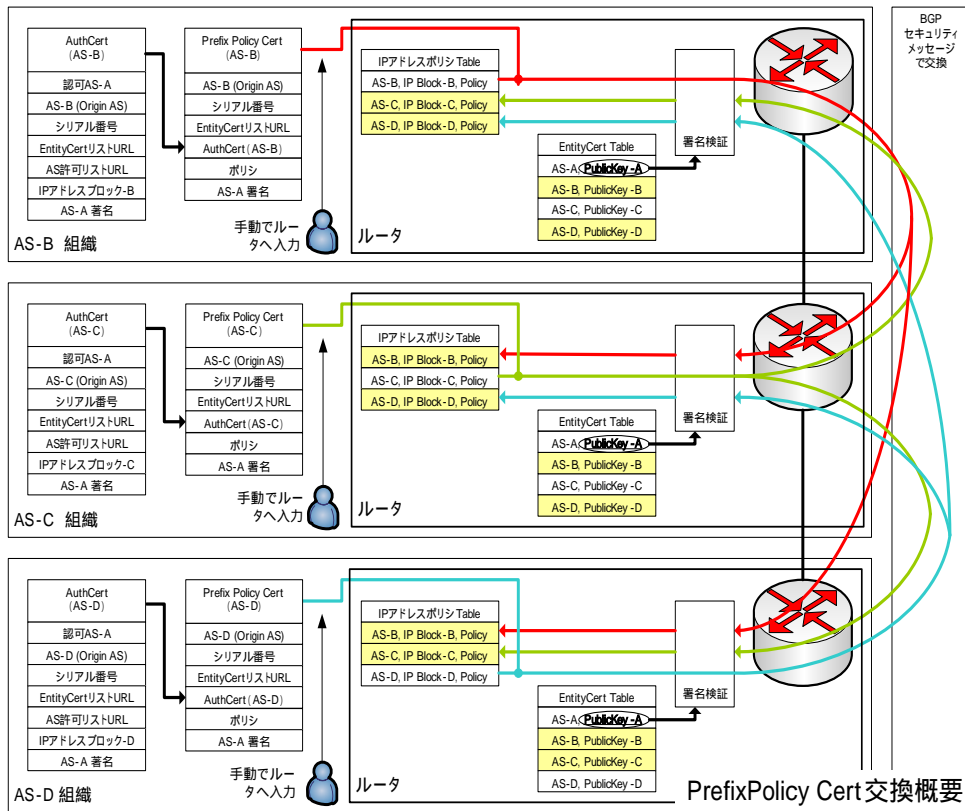 AuthCert
(AS-B)
認可AS-A
AS-B (Origin AS)
シリアル番号
EntityCertリストURL
AS許可リストURL
IPアドレスブロック-B
AS-A 署名
Prefix Policy Cert
(AS-B)
AS-B (Origin AS)
シリアル番号
EntityCertリストURL
AuthCert (AS-B)
ポリシ
AS-A 署名
手動でルー
タへ入力
AS-B 組織
ルータ
IPアドレスポリシ Table
AS-B, IP Block-B, Policy
AS-C, IP Block-C, Policy
AS-D, IP Block-D, Policy
EntityCert Table
AS-A, PublicKey-A
AS-B, PublicKey-B
AS-C, PublicKey-C
AS-D, PublicKey-D
署名検証
BGP
セキュリティ
メッセージ
で交換
AuthCert
(AS-C)
認可AS-A
AS-C (Origin AS)
シリアル番号
EntityCertリストURL
AS許可リストURL
IPアドレスブロック-C
AS-A 署名
Prefix Policy Cert
(AS-C)
AS-C (Origin AS)
シリアル番号
EntityCertリストURL
AuthCert (AS-C)
ポリシ
AS-A 署名
手動でルー
タへ入力
AS-C 組織
ルータ
IPアドレスポリシ Table
AS-B, IP Block-B, Policy
AS-C, IP Block-C, Policy
AS-D, IP Block-D, Policy
EntityCert Table
AS-A, PublicKey-A
AS-B, PublicKey-B
AS-C, PublicKey-C
AS-D, PublicKey-D
署名検証
AuthCert
(AS-D)
認可AS-A
AS-D (Origin AS)
シリアル番号
EntityCertリストURL
AS許可リストURL
IPアドレスブロック-D
AS-A 署名
Prefix Policy Cert
(AS-D)
AS-D (Origin AS)
シリアル番号
EntityCertリストURL
AuthCert (AS-D)
ポリシ
AS-A 署名
手動でルー
タへ入力
AS-D 組織
ルータ
IPアドレスポリシ Table
AS-B, IP Block-B, Policy
AS-C, IP Block-C, Policy
AS-D, IP Block-D, Policy
EntityCert Table
AS-A, PublicKey-A
AS-B, PublicKey-B
AS-C, PublicKey-C
AS-D, PublicKey-D
署名検証
PrefixPolicy Cert交換概要